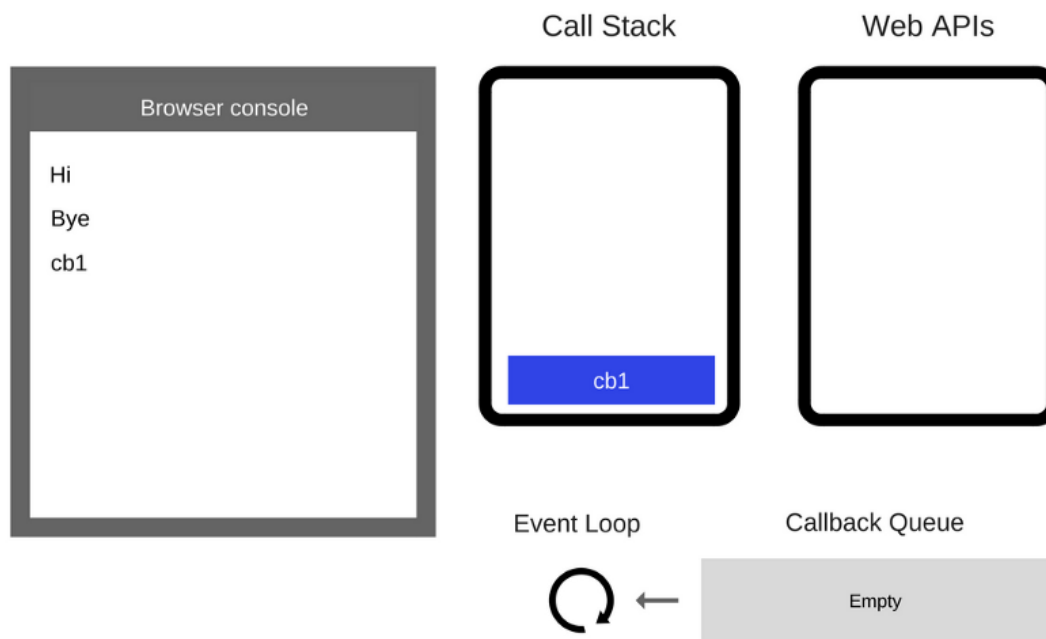 Call Stack
Web APIs
Browser console
Hi
Bye
cb1
cb1
Event Loop
Callback Queue
Empty